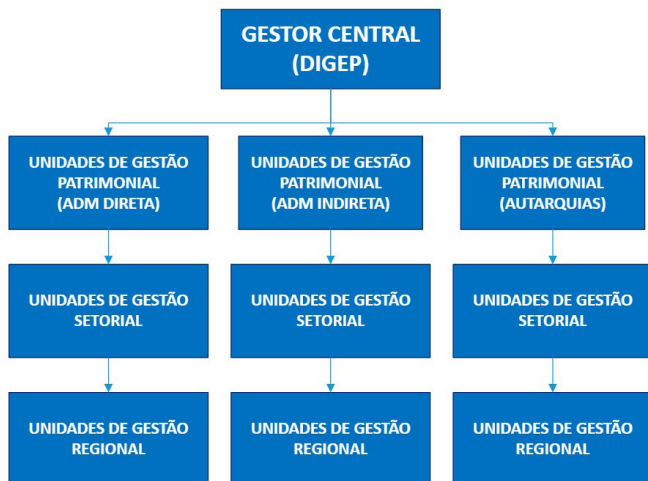 GESTOR CENTRAL
(DIGEP)
UNIDADES DE GESTÃO
PATRIMONIAL
(ADM DIRETA)
UNIDADES DE GESTÃO
PATRIMONIAL
(ADM INDIRETA)
UNIDADES DE GESTÃO
PATRIMONIAL
(AUTARQUIAS)
UNIDADES DE GESTÃO
SETORIAL
UNIDADES DE GESTÃO
SETORIAL
UNIDADES DE GESTÃO
SETORIAL
UNIDADES DE GESTÃO
REGIONAL
UNIDADES DE GESTÃO
REGIONAL
UNIDADES DE GESTÃO
REGIONAL